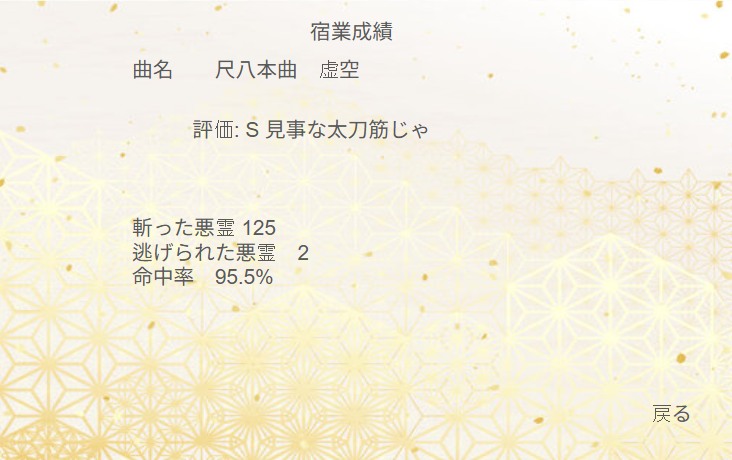 宿業成績
曲名　　尺八本曲　虚空
評価: S 見事な太刀筋じゃ
斬った悪霊 125
逃げられた悪霊　2
命中率　95.5%
戻る